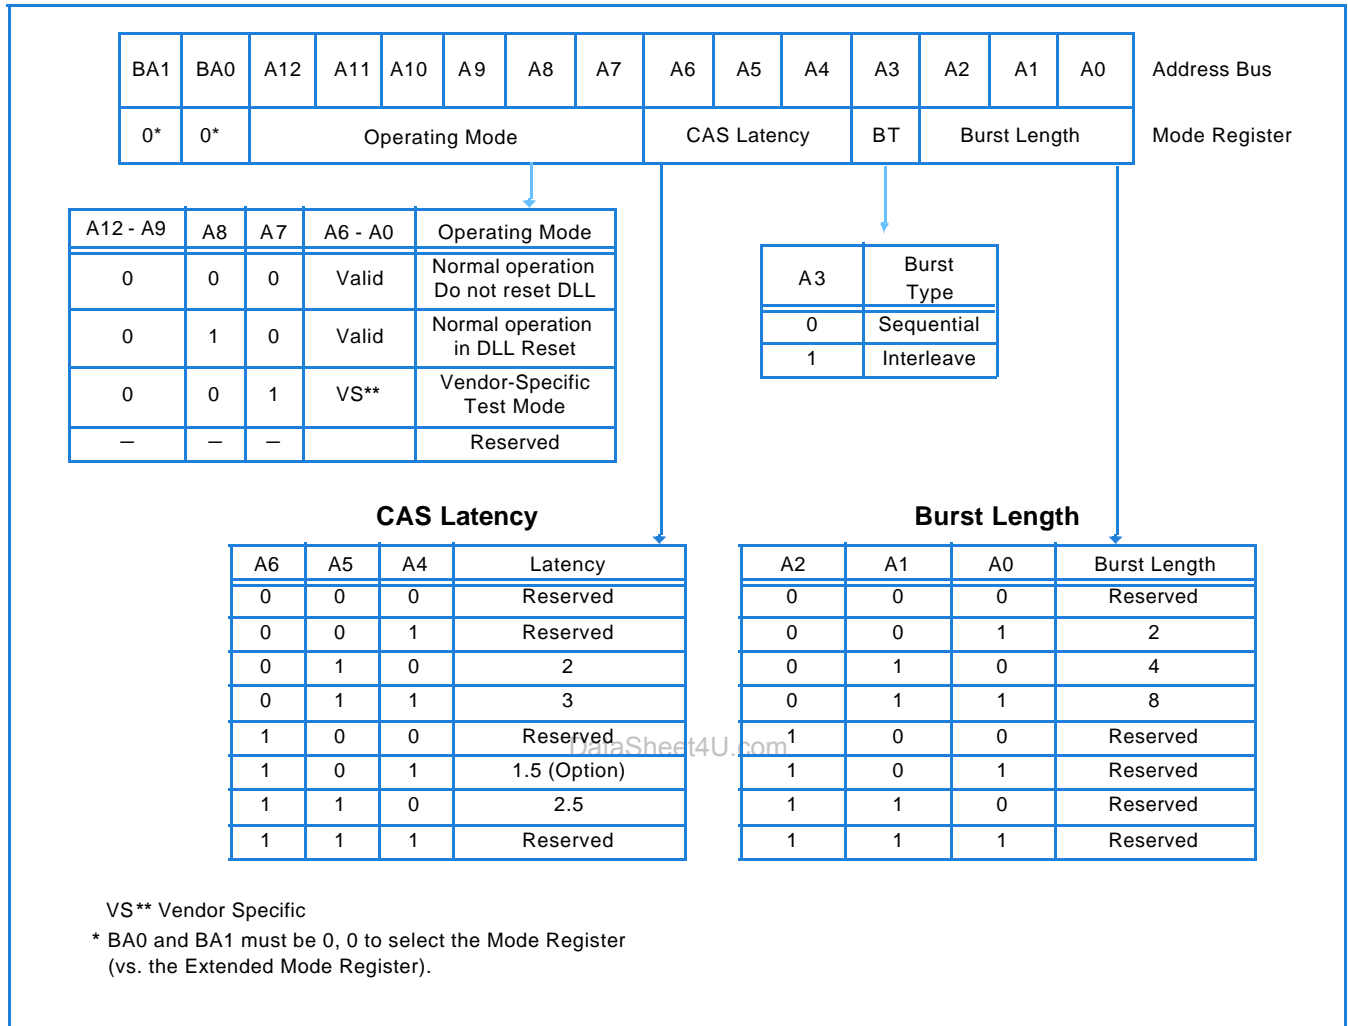 BA1 BA0 A12 A11 A10 A9 A8 A7 A6 A5 A4 A3 A2 A1 A0 Address Bus
0* 0* Operating Mode CAS Latency BT Burst Length Mode Register
A12 - A9 A8 A7 A6 - A0 Operating Mode
0 0 0 Valid Normal operation
Do not reset DLL
0 1 0 Valid Normal operation
in DLL Reset
0 0 1 VS** Vendor-Specific
Test Mode
— — — Reserved
A3 Burst
Type
0 Sequential
1 Interleave
CAS Latency
A6 A5 A4 Latency
0 0 0 Reserved
0 0 1 Reserved
0 1 0 2
0 1 1 3
1 0 0 Reserved
1 0 1 1.5 (Option)
1 1 0 2.5
1 1 1 Reserved
Burst Length
A2 A1 A0 Burst Length
0 0 0 Reserved
0 0 1 2
0 1 0 4
0 1 1 8
1 0 0 Reserved
1 0 1 Reserved
1 1 0 Reserved
1 1 1 Reserved
DataSheet4U.com
VS** Vendor Specific
* BA0 and BA1 must be 0, 0 to select the Mode Register
(vs. the Extended Mode Register).